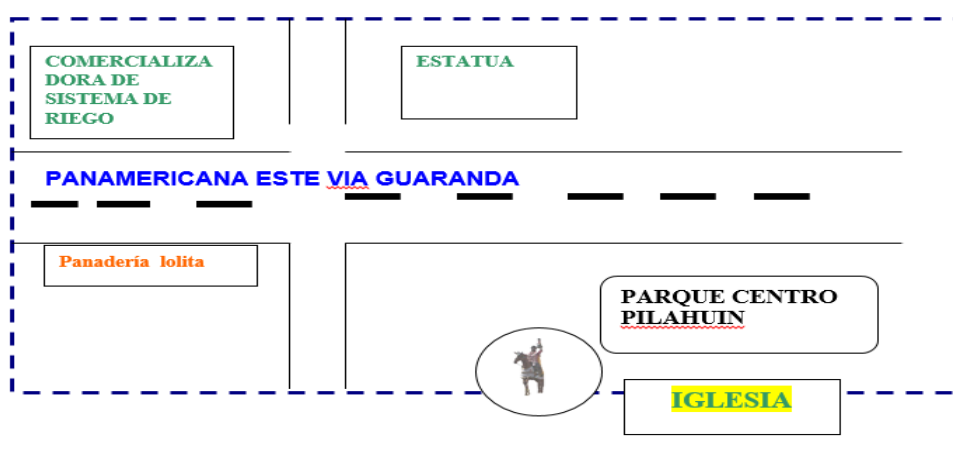 COMERCIALIZA
DORA DE
SISTEMA DE
RIEGO
ESTATUA
PANAMERICANA ESTE VIA GUARANDA
Panadería lolita
PARQUE CENTRO
PILAHUIN
IGLESIA